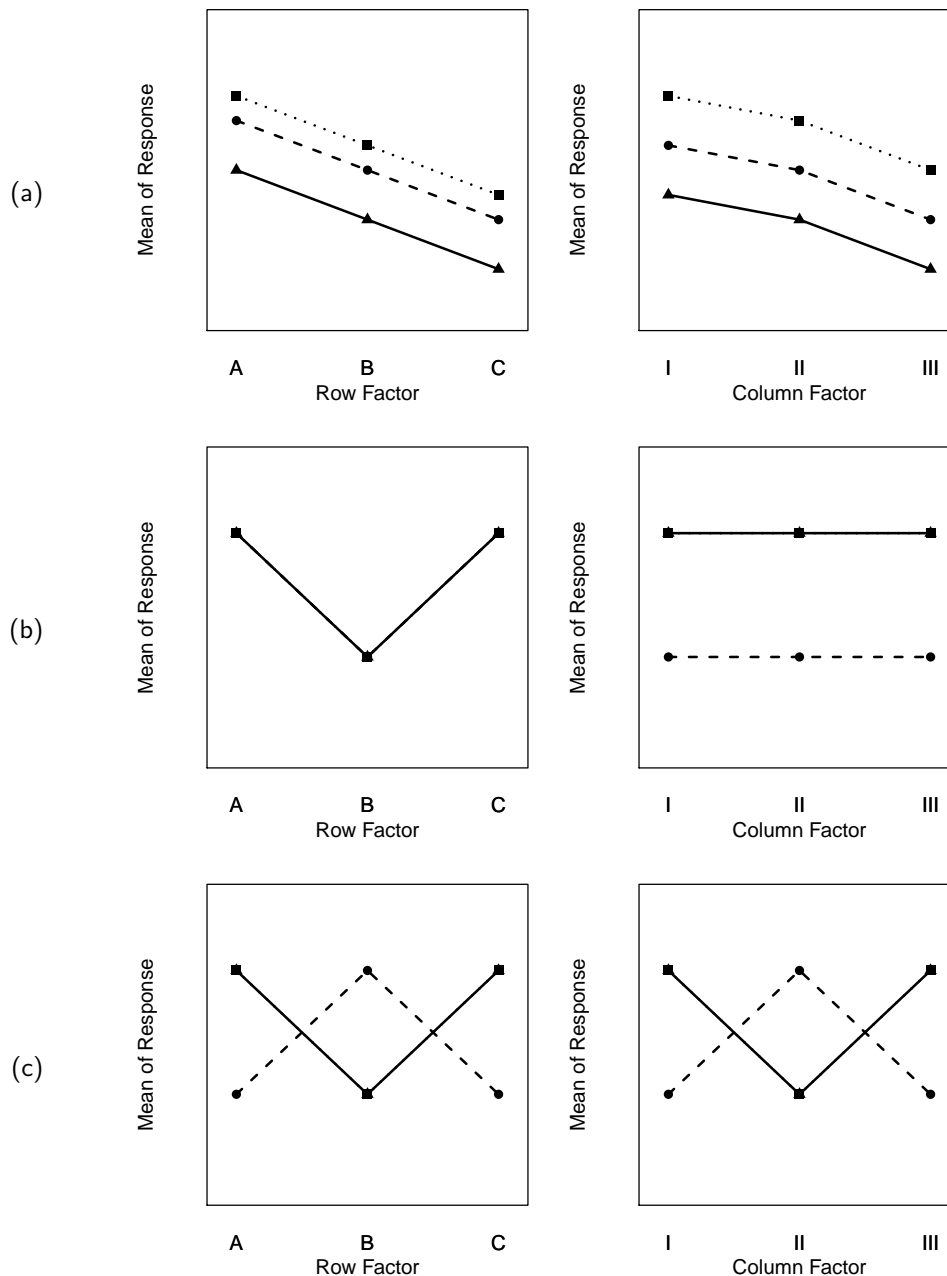 (a)
Mean of Response
A B C
Row Factor
Mean of Response
I II III
Column Factor
(b)
Mean of Response
A B C
Row Factor
Mean of Response
I II III
Column Factor
(c)
Mean of Response
A B C
Row Factor
Mean of Response
I II III
Column Factor